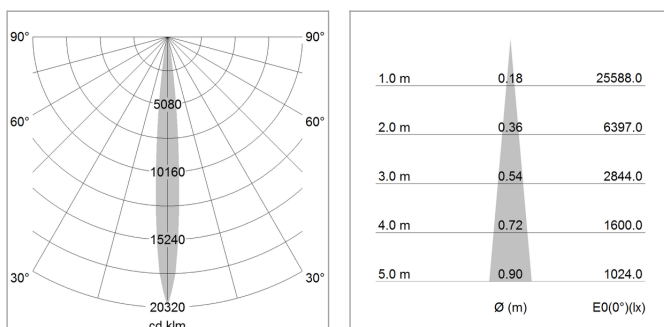 90° 90°
5080
60° 60°
10160
15240
30° 30°
20320
cd klm
1.0 m 0.18 25588.0
2.0 m 0.36 6397.0
3.0 m 0.54 2844.0
4.0 m 0.72 1600.0
5.0 m 0.90 1024.0
Ø (m) E0(0°)(lx)